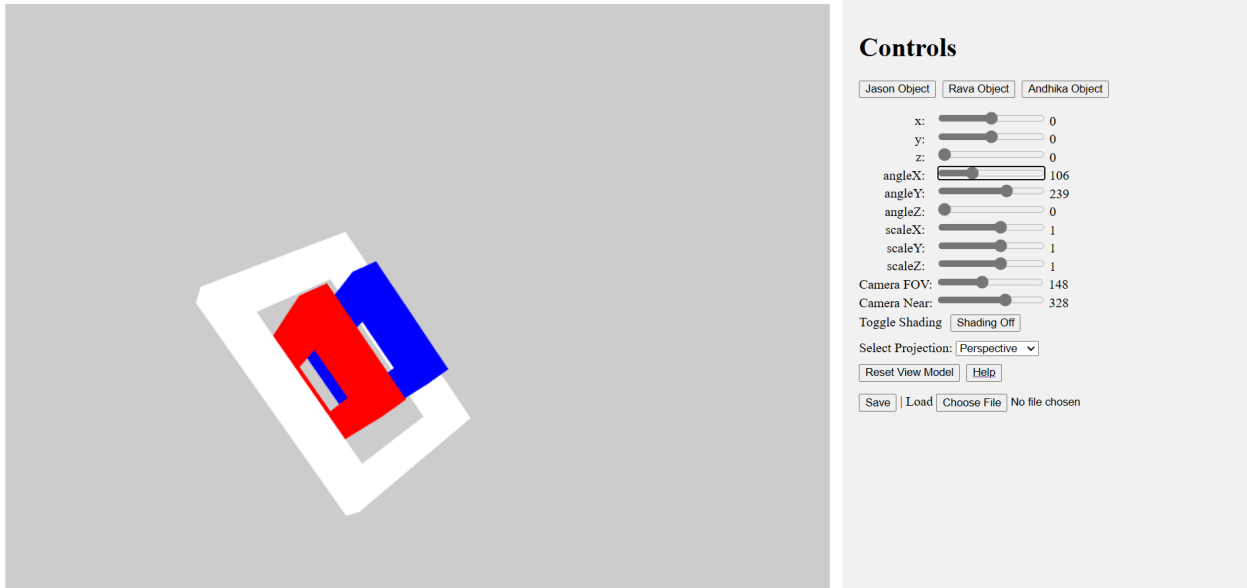 Controls
Jason Object Rava Object Andhika Object
x: 0
y: 0
z: 0
angleX: 106
angleY: 239
angleZ: 0
scaleX: 1
scaleY: 1
scaleZ: 1
Camera FOV: 148
Camera Near: 328
Toggle Shading Shading Off
Select Projection: Perspective
Reset View Model Help
Save | Load Choose File No file chosen